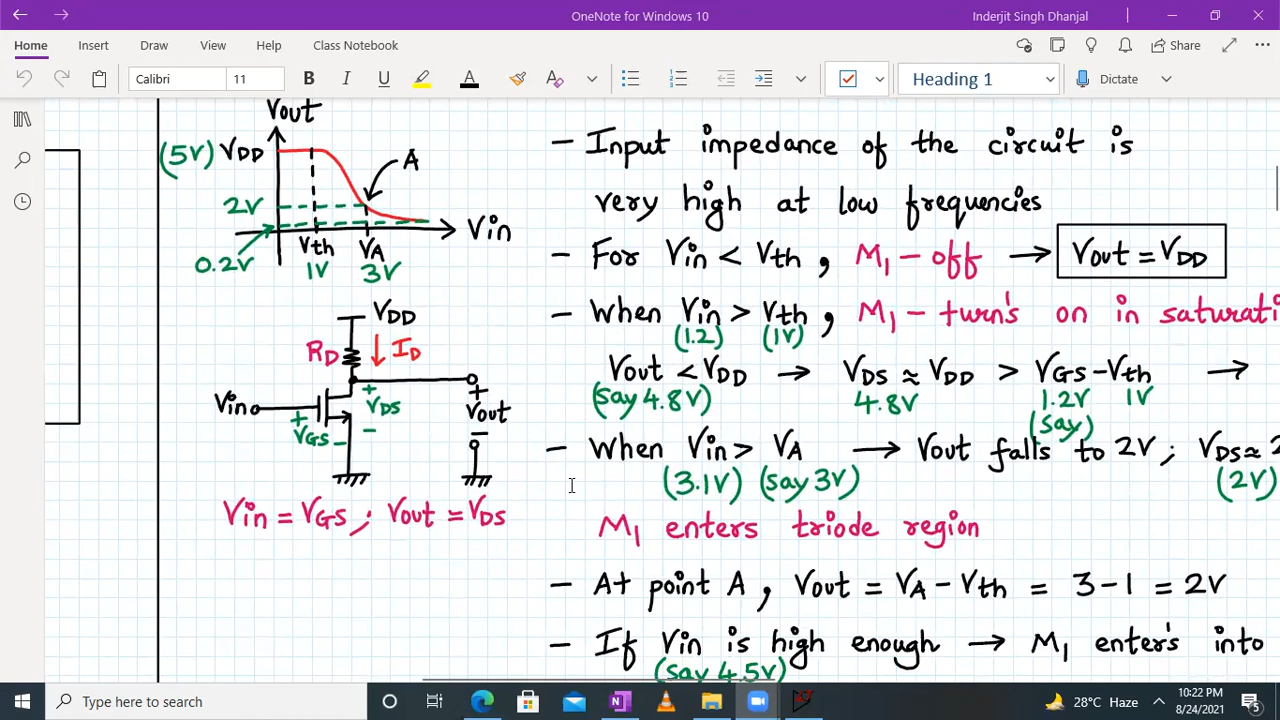 OneNote for Windows 10
Inderjit Singh Dhanjal
Home Insert Draw View Help Class Notebook
Share
Calibri 11 B I U A
Heading 1
Dictate
Vout
(5V) VDD
A
2V
Vin
0.2V
Vth VA
1V 3V
VDD
RD ID
Vin
+
VDS
-
+
Vout
-
+
VGS -
Vin = VGS ; Vout = VDS
- Input impedance of the circuit is
very high at low frequencies
- For Vin < Vth , M1 - off → Vout = VDD
- When Vin > Vth , M1 - turn's on in saturati
(1.2) (1V)
Vout < VDD → VDS ≈ VDD > VGS - Vth →
(say 4.8V) 4.8V 1.2V 1V
(say)
- When Vin > VA → Vout falls to 2V ; VDS ≈ 2
(3.1V) (say 3V) (2V)
M1 enters triode region
- At point A , Vout = VA - Vth = 3 - 1 = 2V
- If Vin is high enough → M1 enter's into
(say 4.5V)
Type here to search
28°C Haze
10:22 PM
8/24/2021
5